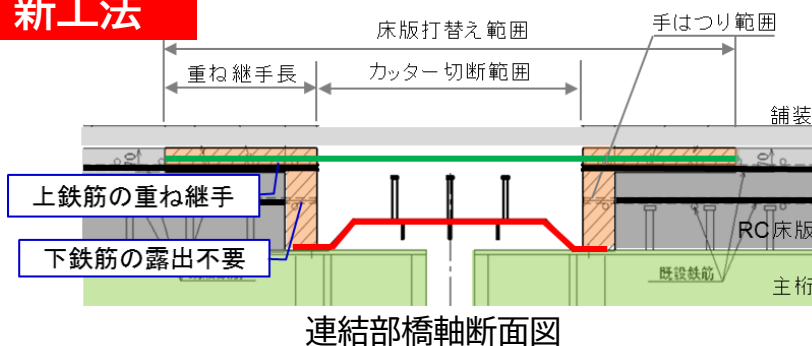 新工法
床版打替え範囲
手はつり範囲
重ね継手長
カッター切断範囲
舗装
上鉄筋の重ね継手
下鉄筋の露出不要
RC床版
既設鉄筋
主桁
連結部橋軸断面図